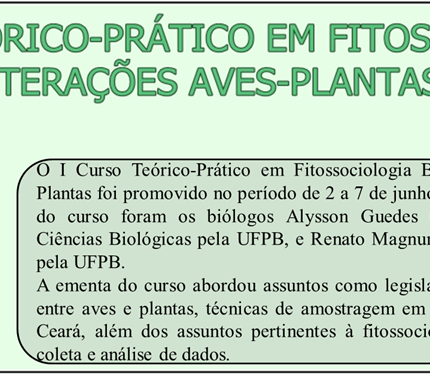 ÓRICO-PRÁTICO EM FITOS
TERAÇÕES AVES-PLANTAS
O I Curso Teórico-Prático em Fitossociologia
Plantas foi promovido no período de 2 a 7 de junho
do curso foram os biólogos Alysson Guedes
Ciências Biológicas pela UFPB, e Renato Magnu
pela UFPB.
A ementa do curso abordou assuntos como legisla
entre aves e plantas, técnicas de amostragem em
Ceará, além dos assuntos pertinentes à fitossoci
coleta e análise de dados.